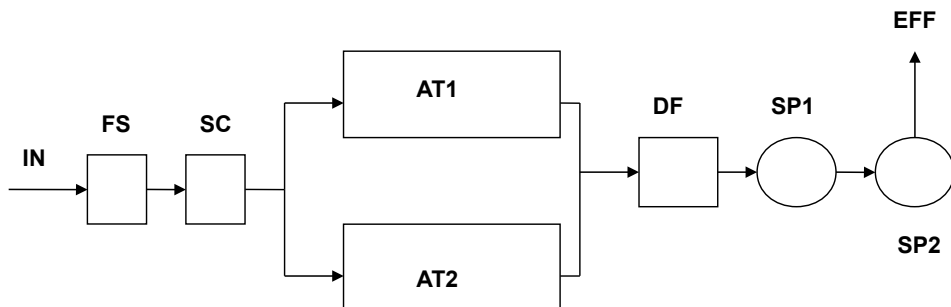 EFF
AT1
DF
SP1
FS
SC
IN
SP2
AT2